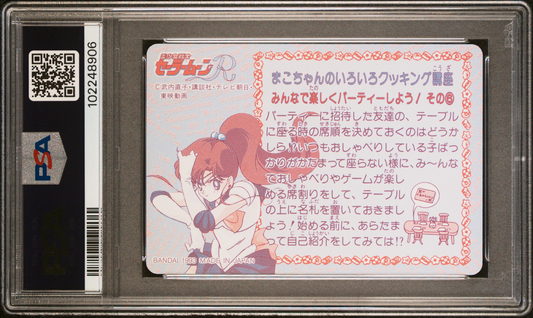 102248906
PSA
美少女戦士
セーラームーンR
©武内直子・講談社・テレビ朝日・
東映動画
まこちゃんのいろいろクッキング講座
みんなで楽しくパーティーしよう! その⑥
パーティーに招待した友達の、テーブル
に座る時の席順を決めておくのはどうか
しら?いつもおしゃべりしている子ばっ
かりがかたまって座らない様に、み〜んな
でおしゃべりやゲームが楽し
める席割りをして、テーブル
の上に名札を置いておきまし
ょう!始める前に、あらたま
って自己紹介をしてみては!?
BANDAI 1993 MADE IN JAPAN